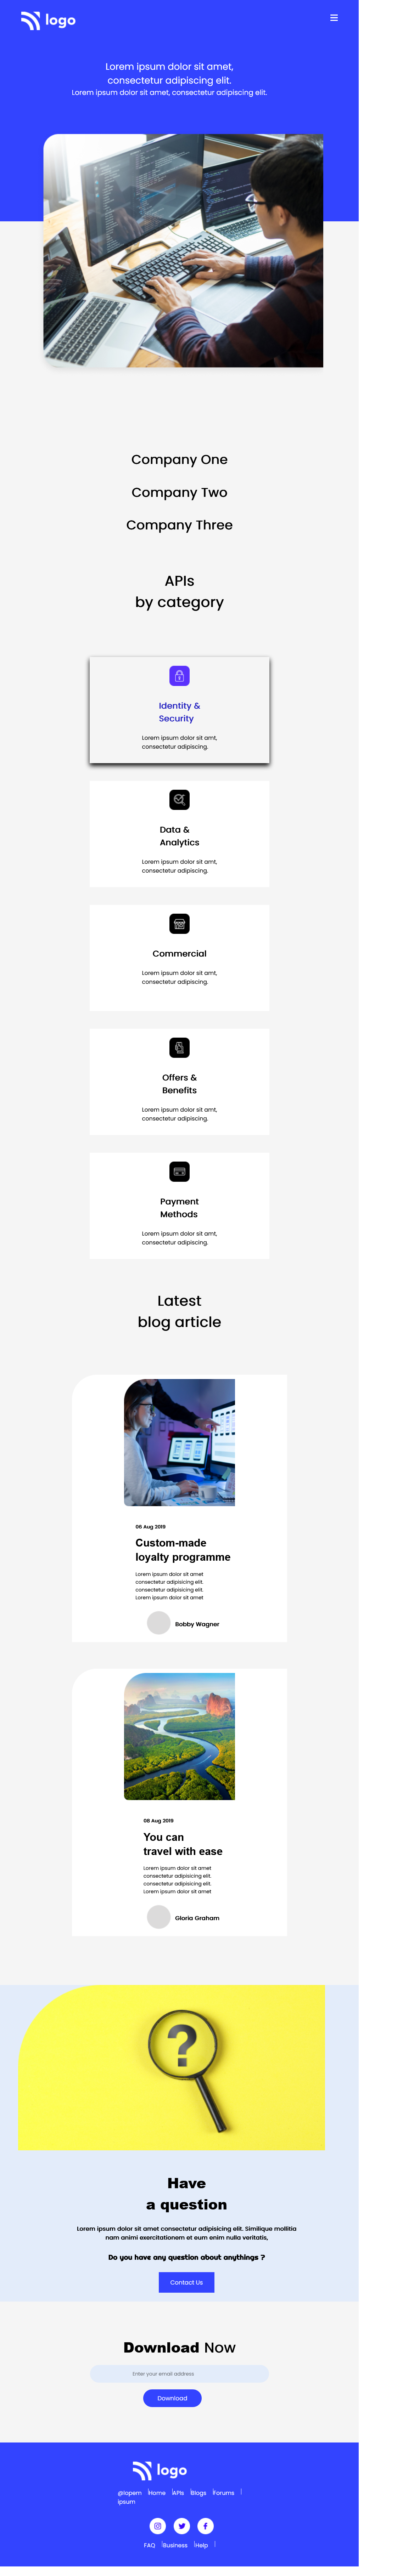 logo
Lorem ipsum dolor sit amet,
consectetur adipiscing elit.
Lorem ipsum dolor sit amet, consectetur adipiscing elit.
Company One
Company Two
Company Three
APIs
by category
Identity &
Security
Lorem ipsum dolor sit amt,
consectetur adipiscing.
Data &
Analytics
Lorem ipsum dolor sit amt,
consectetur adipiscing.
Commercial
Lorem ipsum dolor sit amt,
consectetur adipiscing.
Offers &
Benefits
Lorem ipsum dolor sit amt,
consectetur adipiscing.
Payment
Methods
Lorem ipsum dolor sit amt,
consectetur adipiscing.
Latest
blog article
06 Aug 2019
Custom-made
loyalty programme
Lorem ipsum dolor sit amet
consectetur adipisicing elit.
consectetur adipisicing elit.
Lorem ipsum dolor sit amet
Bobby Wagner
08 Aug 2019
You can
travel with ease
Lorem ipsum dolor sit amet
consectetur adipisicing elit.
consectetur adipisicing elit.
Lorem ipsum dolor sit amet
Gloria Graham
?
Have
a question
Lorem ipsum dolor sit amet consectetur adipisicing elit. Similique mollitia
nam animi exercitationem et eum enim nulla veritatis,
Do you have any question about anythings ?
Contact Us
Download Now
Enter your email address
Download
logo
@lopem ipsum | Home | APIs | Blogs | Forums |
FAQ | Business | Help |